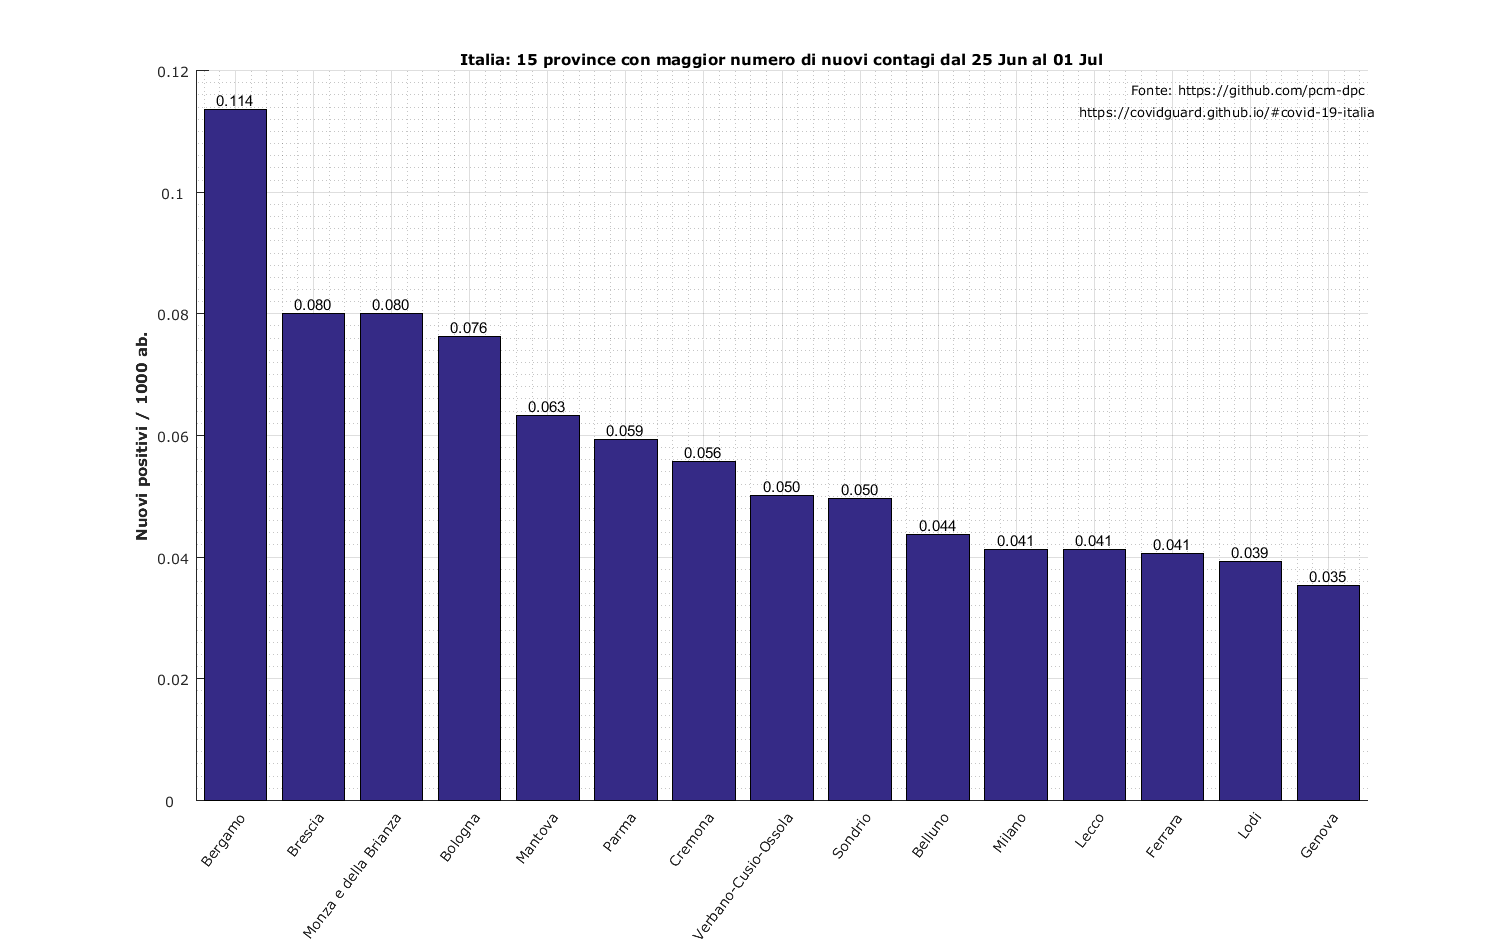 Italia: 15 province con maggior numero di nuovi contagi dal 25 Jun al 01 Jul
Fonte: https://github.com/pcm-dpc
https://covidguard.github.io/#covid-19-italia
Nuovi positivi / 1000 ab.
0.12
0.1
0.08
0.06
0.04
0.02
0
0.114
0.080
0.080
0.076
0.063
0.059
0.056
0.050
0.050
0.044
0.041
0.041
0.041
0.039
0.035
Bergamo
Brescia
Monza e della Brianza
Bologna
Mantova
Parma
Cremona
Verbano-Cusio-Ossola
Sondrio
Belluno
Milano
Lecco
Ferrara
Lodi
Genova